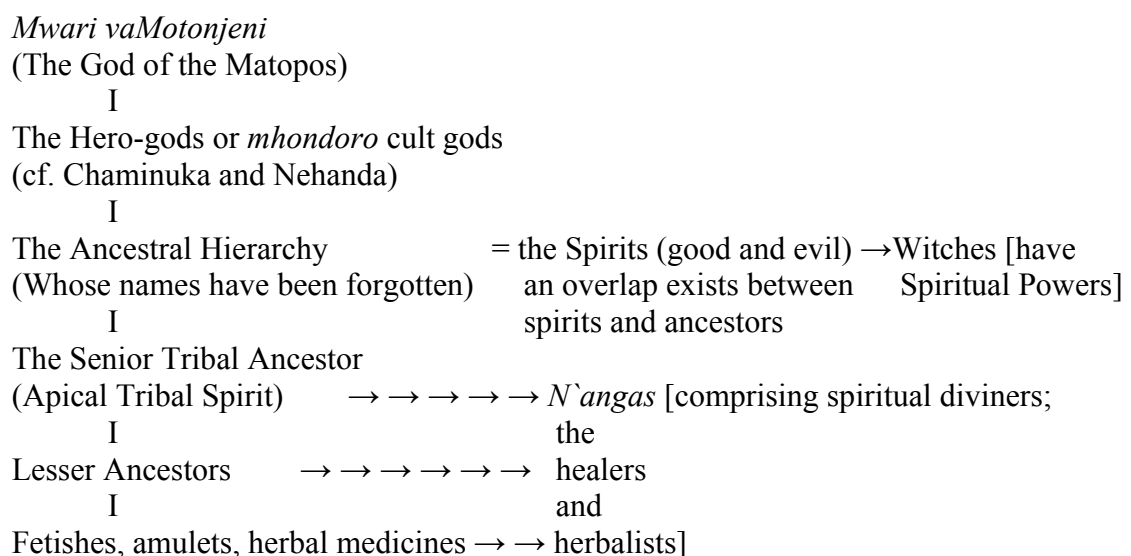 Mwari vaMotonjeni
(The God of the Matopos)
I
The Hero-gods or mhondoro cult gods
(cf. Chaminuka and Nehanda)
I
The Ancestral Hierarchy = the Spirits (good and evil) →Witches [have
(Whose names have been forgotten) an overlap exists between Spiritual Powers]
I spirits and ancestors
The Senior Tribal Ancestor
(Apical Tribal Spirit) → → → → → N`angas [comprising spiritual diviners;
I the
Lesser Ancestors → → → → → → healers
I and
Fetishes, amulets, herbal medicines → → herbalists]